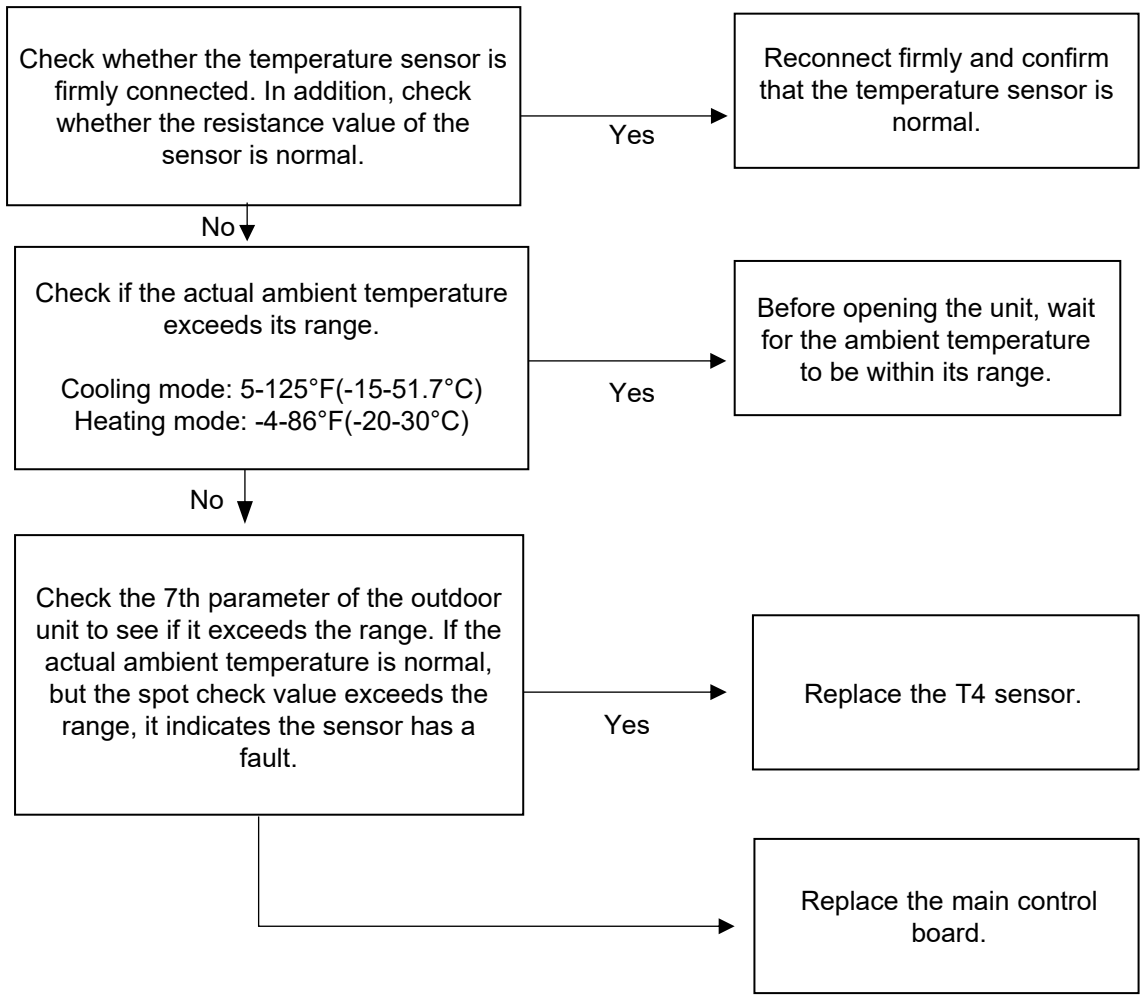 Check whether the temperature sensor is
firmly connected. In addition, check
whether the resistance value of the
sensor is normal.
Yes
Reconnect firmly and confirm
that the temperature sensor is
normal.
No
Check if the actual ambient temperature
exceeds its range.
Cooling mode: 5-125°F(-15-51.7°C)
Heating mode: -4-86°F(-20-30°C)
Yes
Before opening the unit, wait
for the ambient temperature
to be within its range.
No
Check the 7th parameter of the outdoor
unit to see if it exceeds the range. If the
actual ambient temperature is normal,
but the spot check value exceeds the
range, it indicates the sensor has a
fault.
Yes
Replace the T4 sensor.
Replace the main control
board.